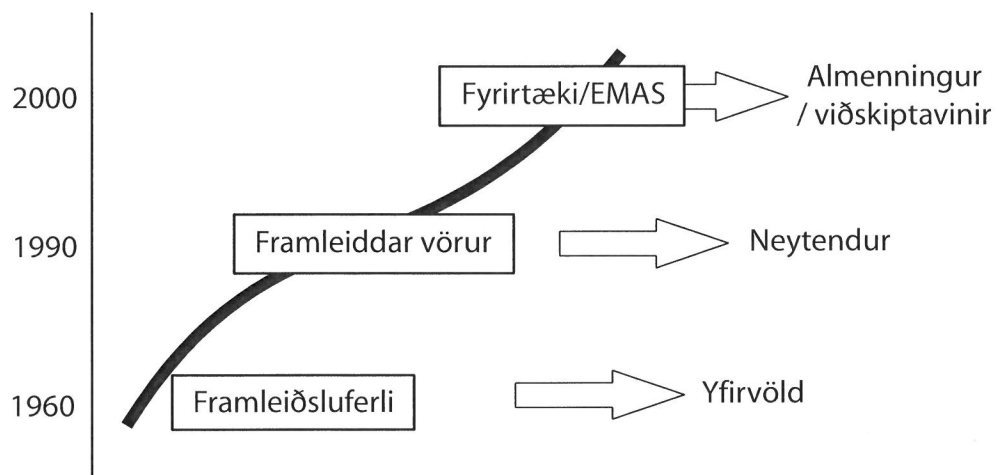 2000
Fyrirtæki/EMAS
Almenningur
/ viðskiptavinir
1990
Framleiddar vörur
Neytendur
1960
Framleiðsluferli
Yfirvöld